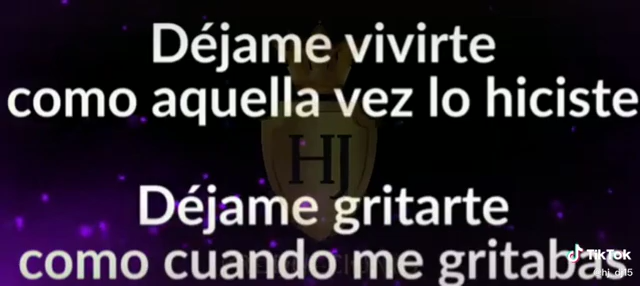 Déjame vivirte
como aquella vez lo hiciste
HJ
Déjame gritarte
como cuando me gritabas
TikTok